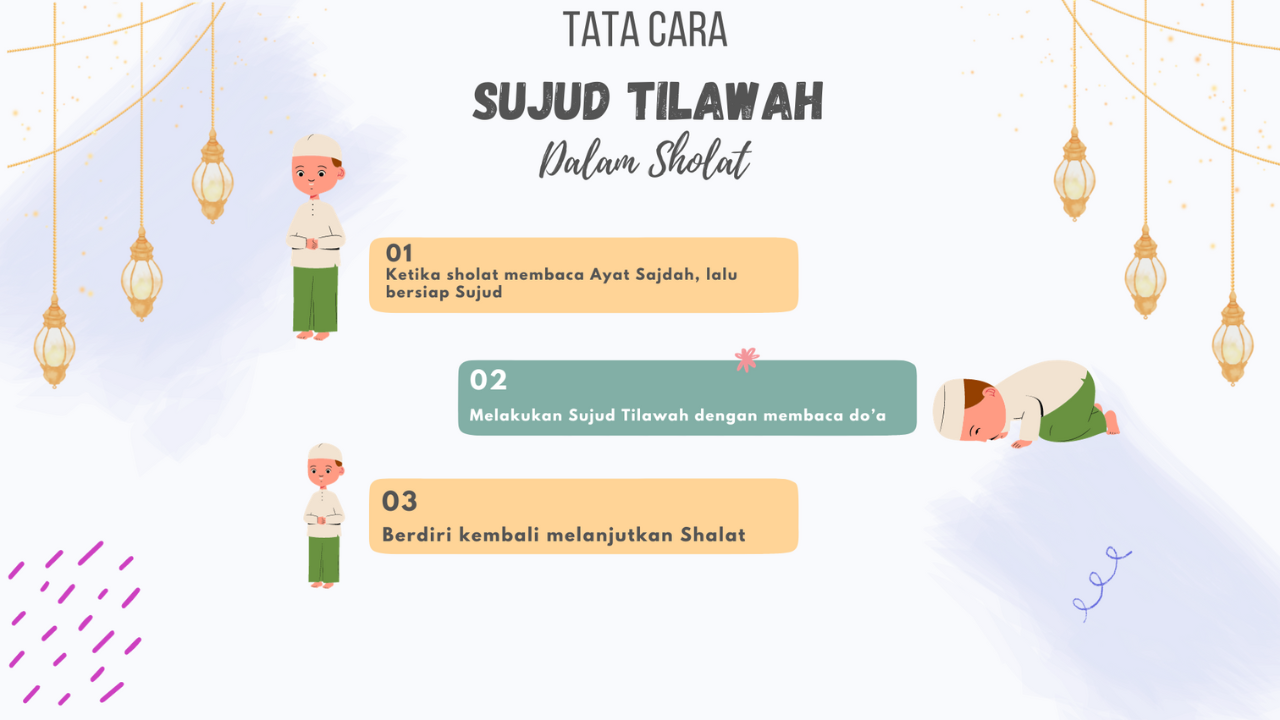 TATA CARA
SUJUD TILAWAH
Dalam Sholat
01
Ketika sholat membaca Ayat Sajdah, lalu
bersiap Sujud
02
Melakukan Sujud Tilawah dengan membaca do'a
03
Berdiri kembali melanjutkan Shalat